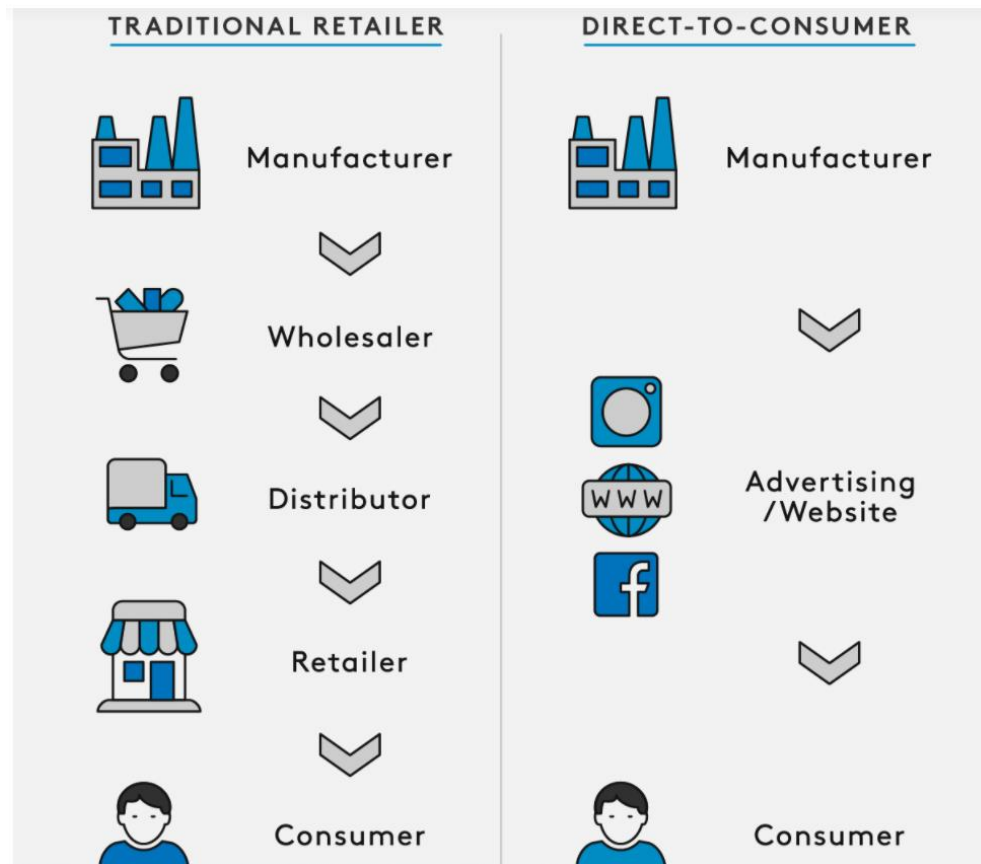 TRADITIONAL RETAILER
Manufacturer
Wholesaler
Distributor
Retailer
Consumer
DIRECT-TO-CONSUMER
Manufacturer
WWW
Advertising
/Website
Consumer